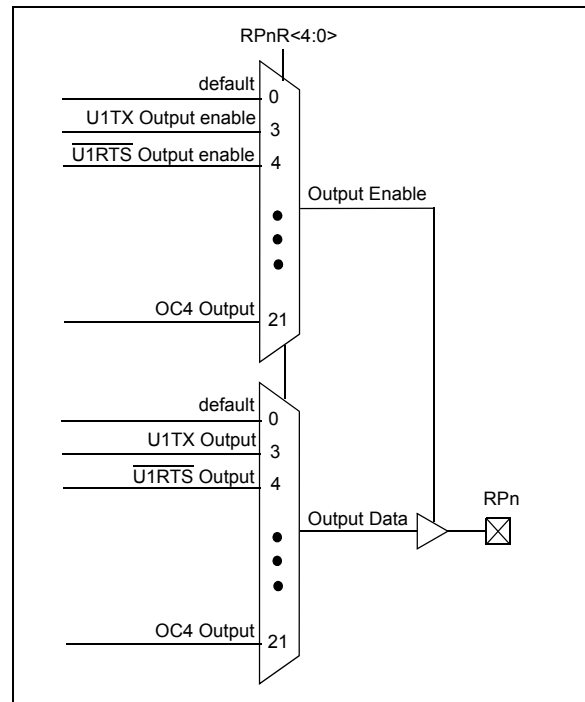 RPnR<4:0>
default
0
U1TX Output enable
3
U1RTS Output enable
4
Output Enable
OC4 Output
21
default
0
U1TX Output
3
U1RTS Output
4
RPn
Output Data
OC4 Output
21